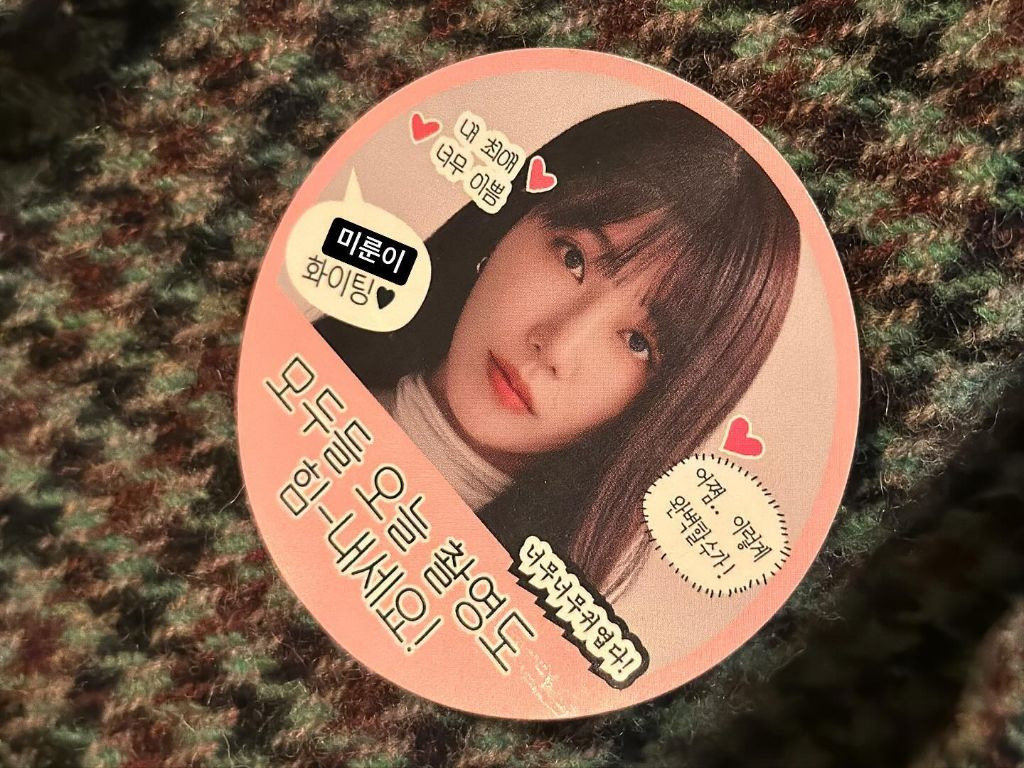 내 최애
너무 이쁨
미룬이
화이팅♥
모두들 오늘 촬영도
힘-내세요!
어쩜.. 이렇게
완벽할수가!
너무너무귀엽다!